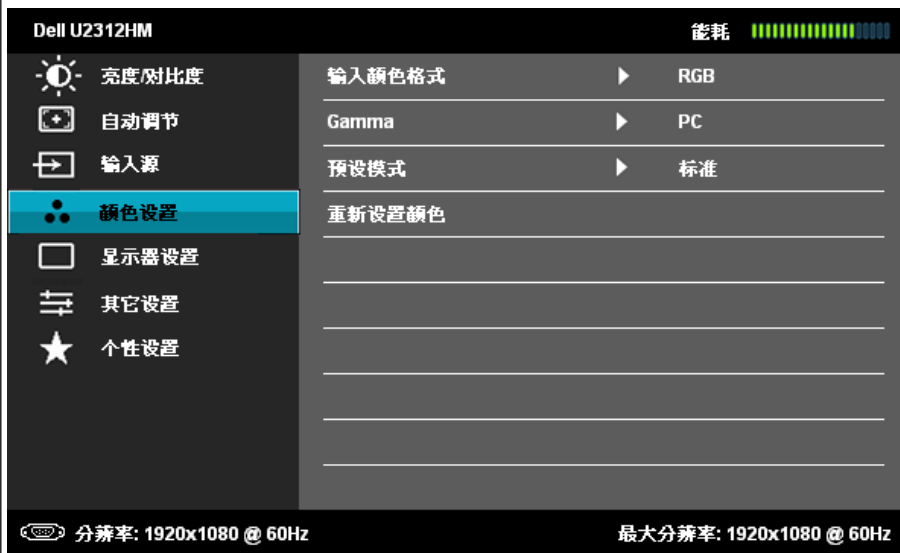 Dell U2312HM 能耗
亮度/对比度 输入颜色格式 RGB
自动调节 Gamma PC
输入源 预设模式 标准
颜色设置 重新设置颜色
显示器设置
其它设置
个性设置
分辨率: 1920x1080 @ 60Hz 最大分辨率: 1920x1080 @ 60Hz